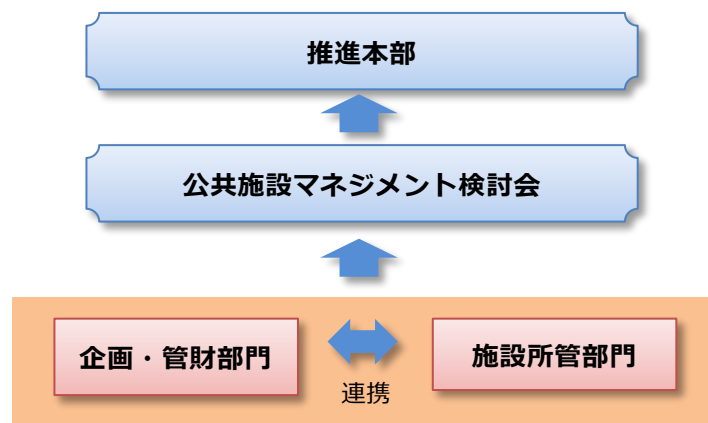 推進本部
公共施設マネジメント検討会
企画・管財部門
施設所管部門
連携